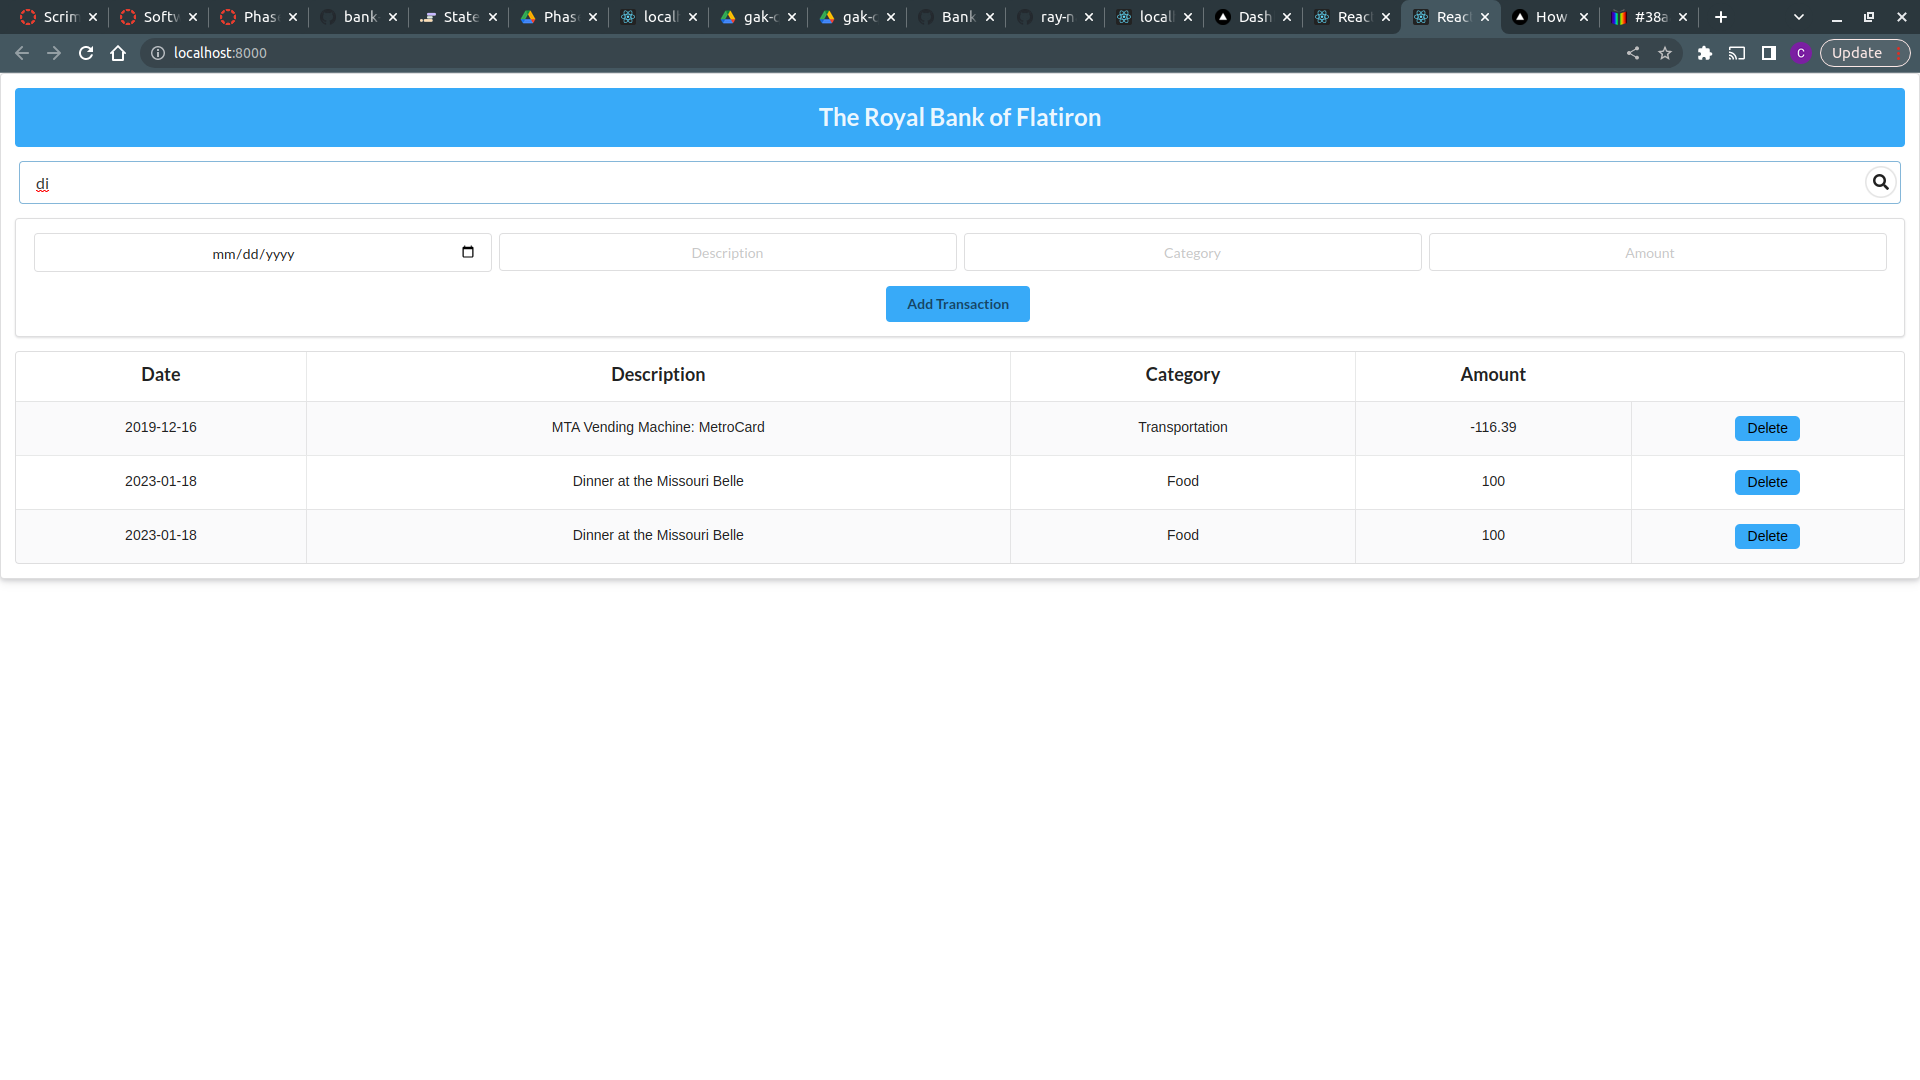 Scrim Softw Phas bank- State Phas locall gak-c gak-c Bank ray-n locall Dash Reac Reac How #38a
localhost:8000 C Update
The Royal Bank of Flatiron
di
mm/dd/yyyy Description Category Amount
Add Transaction
Date Description Category Amount
2019-12-16 MTA Vending Machine: MetroCard Transportation -116.39 Delete
2023-01-18 Dinner at the Missouri Belle Food 100 Delete
2023-01-18 Dinner at the Missouri Belle Food 100 Delete